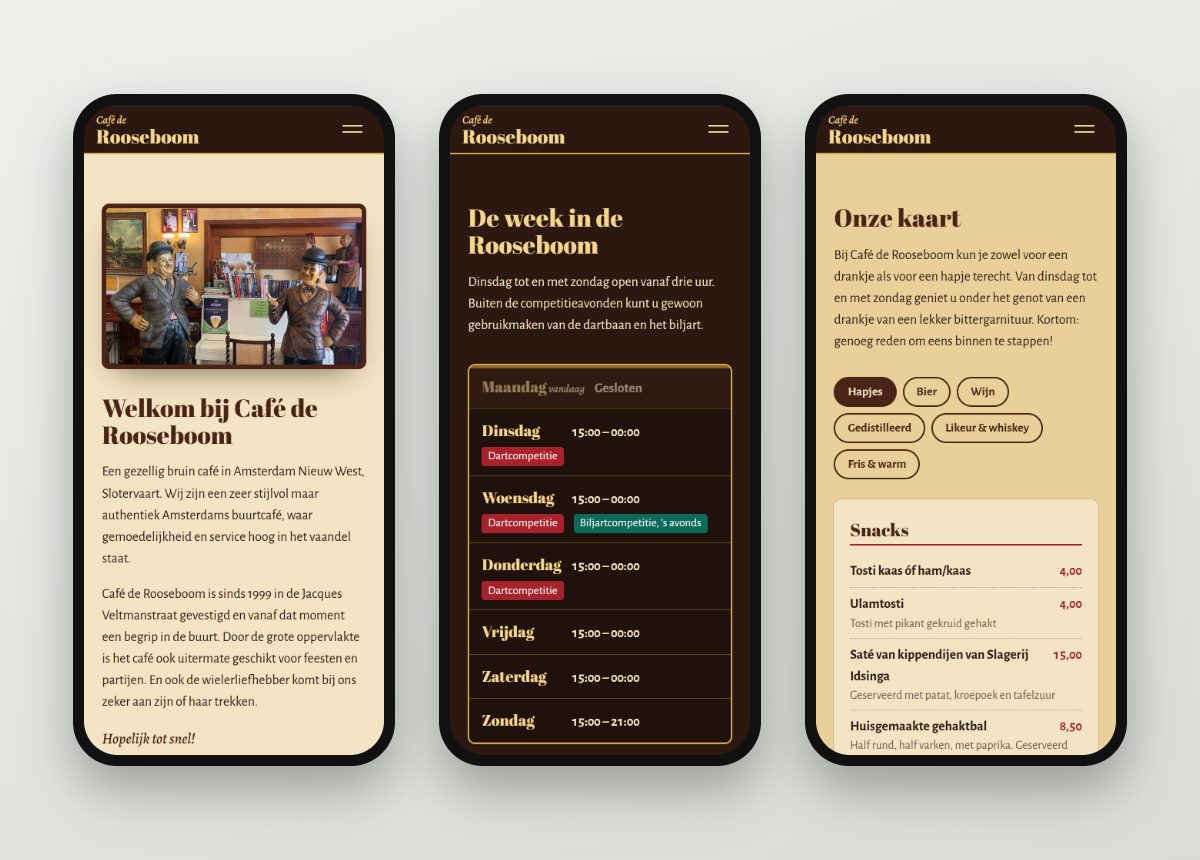 Café de
Rooseboom
Welkom bij Café de
Rooseboom
Een gezellig bruin café in Amsterdam Nieuw West,
Slotervaart. Wij zijn een zeer stijlvol maar
authentiek Amsterdams buurtcafé, waar
gemoedelijkheid en service hoog in het vaandel
staat.
Café de Rooseboom is sinds 1999 in de Jacques
Veltmanstraat gevestigd en vanaf dat moment
een begrip in de buurt. Door de grote oppervlakte
is het café ook uitermate geschikt voor feesten en
partijen. En ook de wielerliefhebber komt bij ons
zeker aan zijn of haar trekken.
Hopelijk tot snel!
Café de
Rooseboom
De week in de
Rooseboom
Dinsdag tot en met zondag open vanaf drie uur.
Buiten de competitieavonden kunt u gewoon
gebruikmaken van de dartbaan en het biljart.
Maandag vandaag Gesloten
Dinsdag 15:00 – 00:00
Dartcompetitie
Woensdag 15:00 – 00:00
Dartcompetitie Biljartcompetitie, 's avonds
Donderdag 15:00 – 00:00
Dartcompetitie
Vrijdag 15:00 – 00:00
Zaterdag 15:00 – 00:00
Zondag 15:00 – 21:00
Café de
Rooseboom
Onze kaart
Bij Café de Rooseboom kun je zowel voor een
drankje als voor een hapje terecht. Van dinsdag tot
en met zondag geniet u onder het genot van een
drankje van een lekker bittergarnituur. Kortom:
genoeg reden om eens binnen te stappen!
Hapjes Bier Wijn
Gedistilleerd Likeur & whiskey
Fris & warm
Snacks
Tosti kaas óf ham/kaas 4,00
Ulamtosti 4,00
Tosti met pikant gekruid gehakt
Saté van kippendijen van Slagerij 15,00
Idsinga
Geserveerd met patat, kroepoek en tafelzuur
Huisgemaakte gehaktbal 8,50
Half rund, half varken, met paprika. Geserveerd